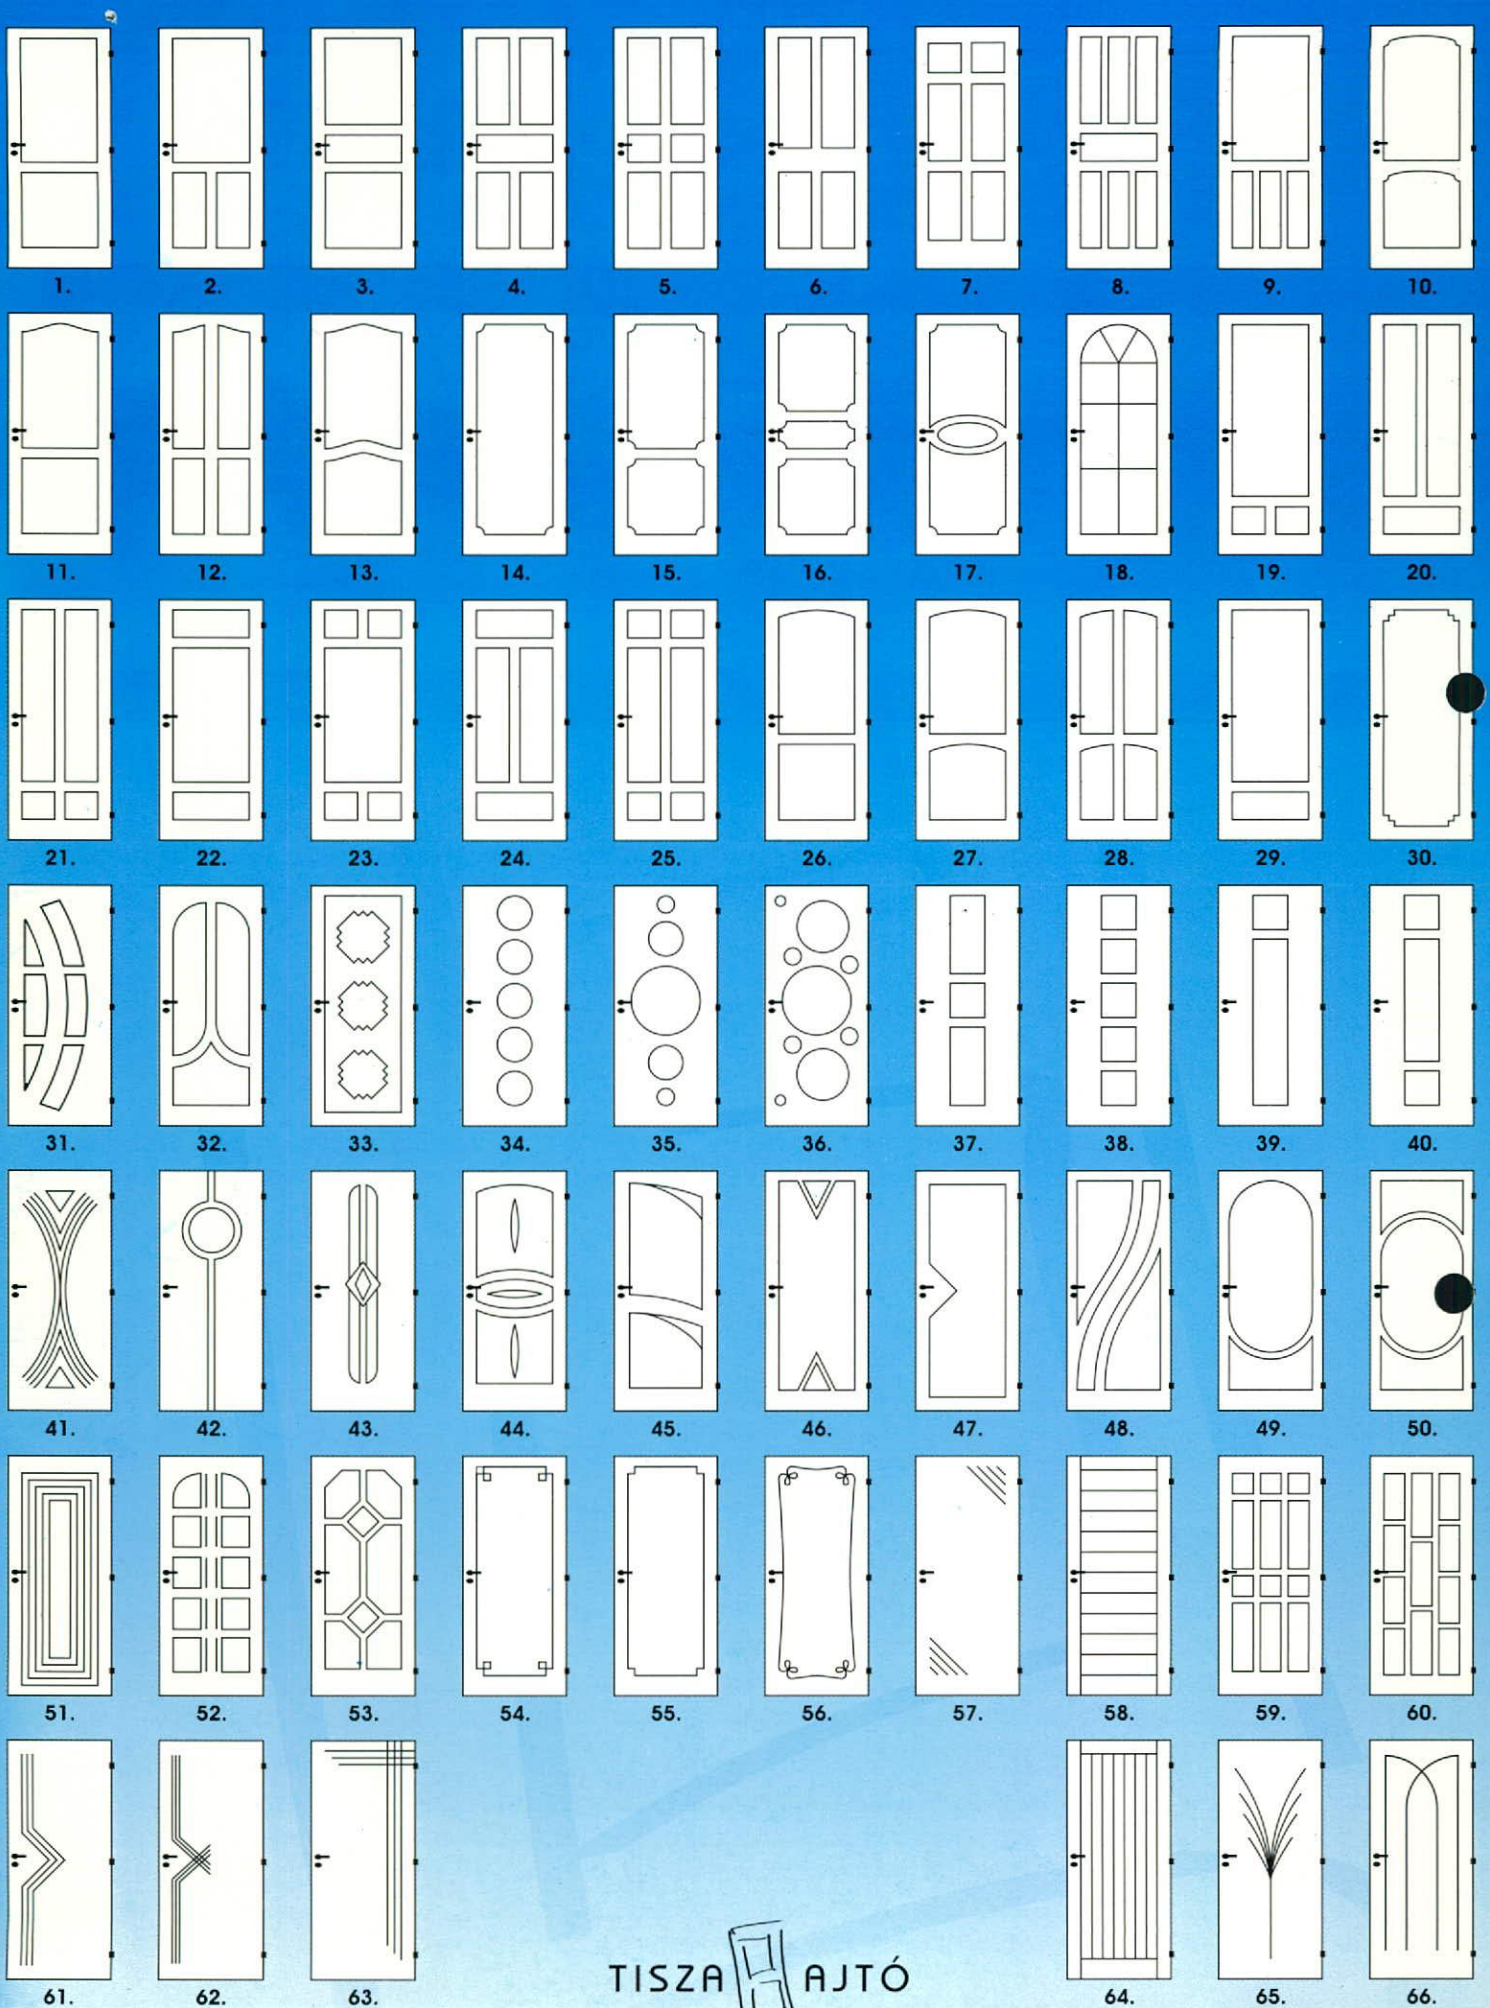 1. 2. 3. 4. 5. 6. 7. 8. 9. 10.
11. 12. 13. 14. 15. 16. 17. 18. 19. 20.
21. 22. 23. 24. 25. 26. 27. 28. 29. 30.
31. 32. 33. 34. 35. 36. 37. 38. 39. 40.
41. 42. 43. 44. 45. 46. 47. 48. 49. 50.
51. 52. 53. 54. 55. 56. 57. 58. 59. 60.
TISZA AJTÓ
61. 62. 63. 64. 65. 66.